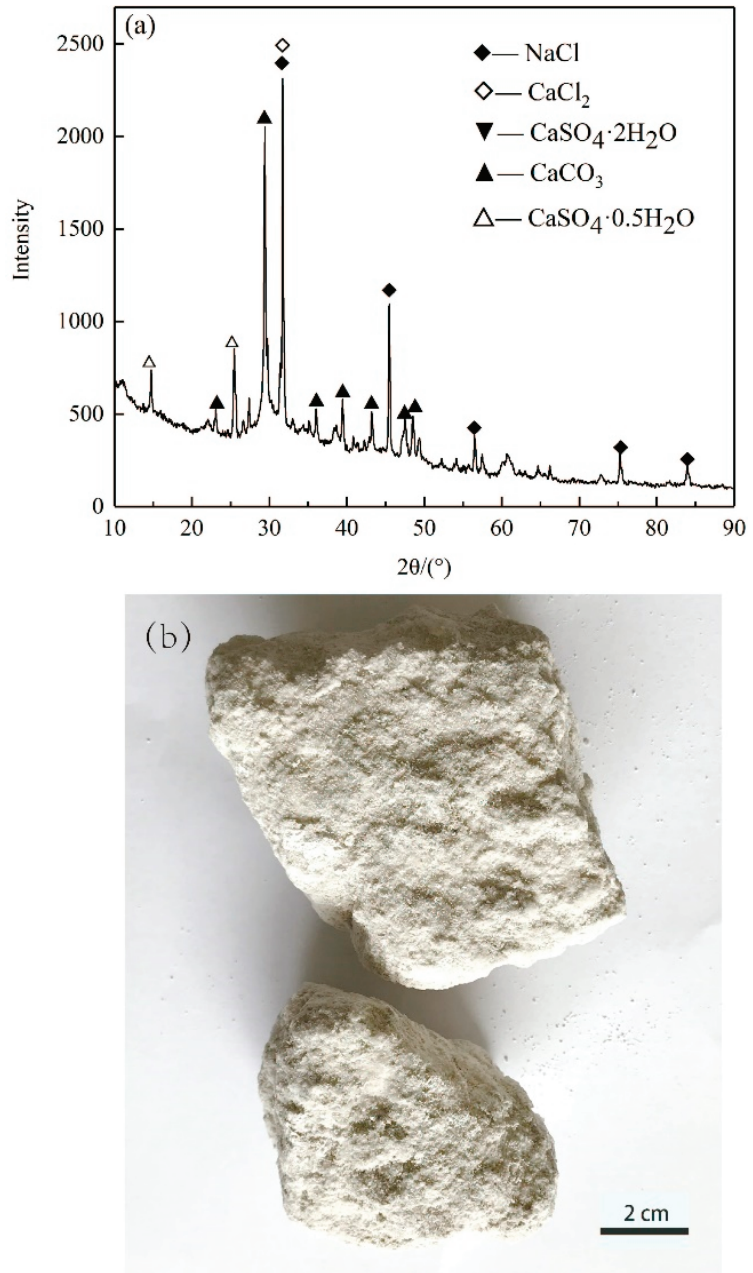 (a)
2500
2000
1500
1000
500
0
Intensity
◆— NaCl
◇— CaCl₂
▼— CaSO₄·2H₂O
▲— CaCO₃
△— CaSO₄·0.5H₂O
10 20 30 40 50 60 70 80 90
2θ/(°)
(b)
2 cm